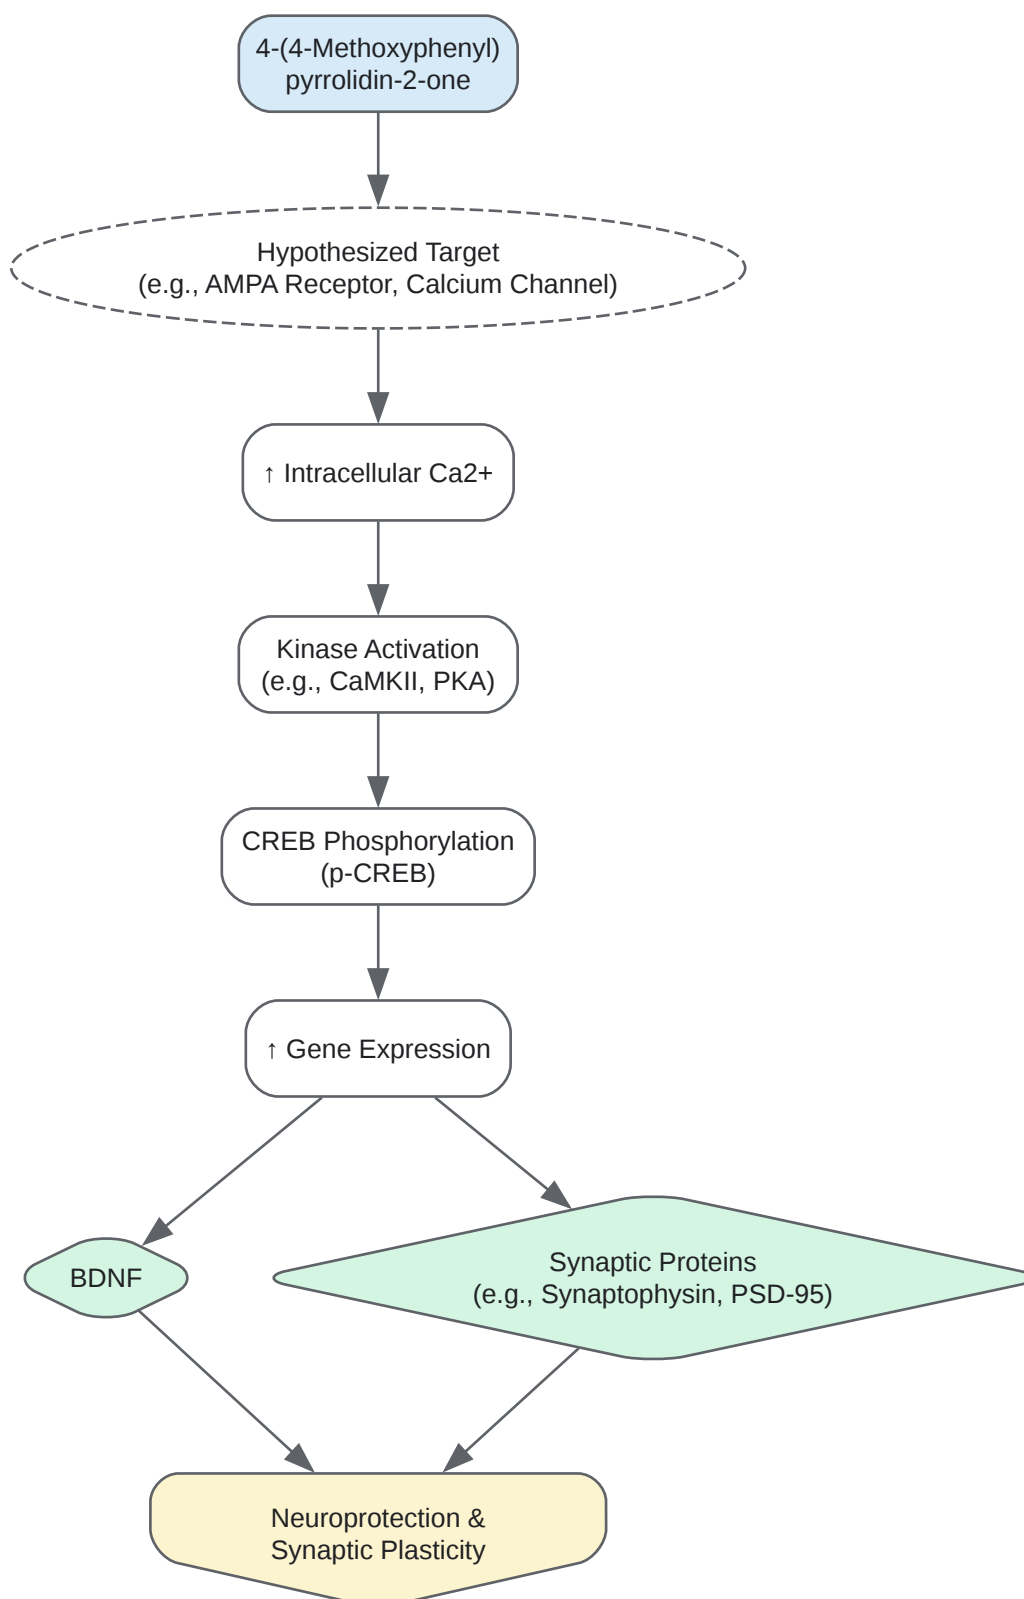 4-(4-Methoxyphenyl)
pyrrolidin-2-one
Hypothesized Target
(e.g., AMPA Receptor, Calcium Channel)
↑ Intracellular Ca2+
Kinase Activation
(e.g., CaMKII, PKA)
CREB Phosphorylation
(p-CREB)
↑ Gene Expression
BDNF
Synaptic Proteins
(e.g., Synaptophysin, PSD-95)
Neuroprotection &
Synaptic Plasticity